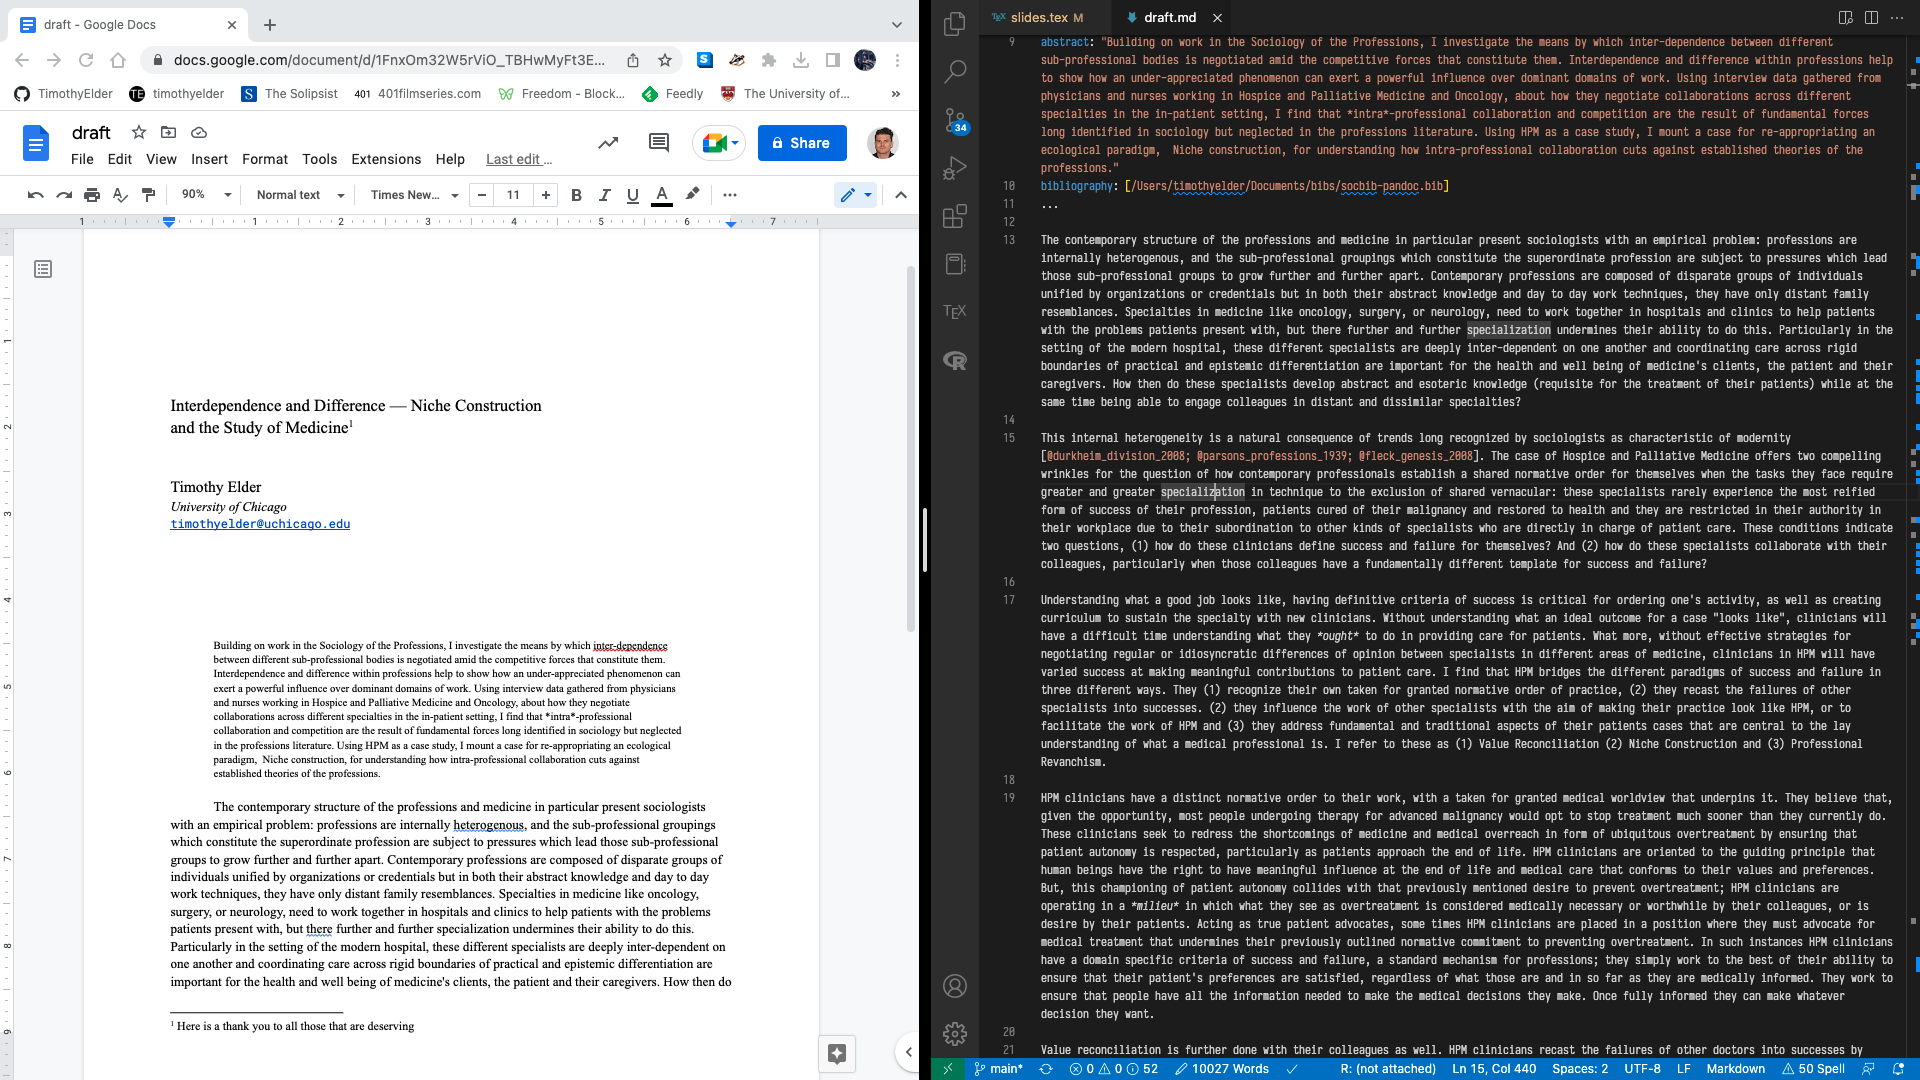 draft - Google Docs
docs.google.com/document/d/1FnxOm32W5rViO_TBHwMyFt3E...
TimothyElder
timothyelder
The Solipsist
401 401filmseries.com
Freedom - Block...
Feedly
The University of...
»
draft
File Edit View Insert Format Tools Extensions Help Last edit ...
Share
90% Normal text Times New... 11 B I U A
1 1 2 3 4 5 6 7
Interdependence and Difference — Niche Construction
and the Study of Medicine1
Timothy Elder
University of Chicago
timothyelder@uchicago.edu
Building on work in the Sociology of the Professions, I investigate the means by which inter-dependence
between different sub-professional bodies is negotiated amid the competitive forces that constitute them.
Interdependence and difference within professions help to show how an under-appreciated phenomenon can
exert a powerful influence over dominant domains of work. Using interview data gathered from physicians
and nurses working in Hospice and Palliative Medicine and Oncology, about how they negotiate
collaborations across different specialties in the in-patient setting, I find that *intra*-professional
collaboration and competition are the result of fundamental forces long identified in sociology but neglected
in the professions literature. Using HPM as a case study, I mount a case for re-appropriating an ecological
paradigm,  Niche construction, for understanding how intra-professional collaboration cuts against
established theories of the professions.
The contemporary structure of the professions and medicine in particular present sociologists
with an empirical problem: professions are internally heterogenous, and the sub-professional groupings
which constitute the superordinate profession are subject to pressures which lead those sub-professional
groups to grow further and further apart. Contemporary professions are composed of disparate groups of
individuals unified by organizations or credentials but in both their abstract knowledge and day to day
work techniques, they have only distant family resemblances. Specialties in medicine like oncology,
surgery, or neurology, need to work together in hospitals and clinics to help patients with the problems
patients present with, but there further and further specialization undermines their ability to do this.
Particularly in the setting of the modern hospital, these different specialists are deeply inter-dependent on
one another and coordinating care across rigid boundaries of practical and epistemic differentiation are
important for the health and well being of medicine's clients, the patient and their caregivers. How then do
1 Here is a thank you to all those that are deserving
slides.tex M
draft.md
34
9 abstract: "Building on work in the Sociology of the Professions, I investigate the means by which inter-dependence between different
sub-professional bodies is negotiated amid the competitive forces that constitute them. Interdependence and difference within professions help
to show how an under-appreciated phenomenon can exert a powerful influence over dominant domains of work. Using interview data gathered from
physicians and nurses working in Hospice and Palliative Medicine and Oncology, about how they negotiate collaborations across different
specialties in the in-patient setting, I find that *intra*-professional collaboration and competition are the result of fundamental forces
long identified in sociology but neglected in the professions literature. Using HPM as a case study, I mount a case for re-appropriating an
ecological paradigm,  Niche construction, for understanding how intra-professional collaboration cuts against established theories of the
professions."
10 bibliography: [/Users/timothyelder/Documents/bibs/socbib-pandoc.bib]
11 ...
12
13 The contemporary structure of the professions and medicine in particular present sociologists with an empirical problem: professions are
internally heterogenous, and the sub-professional groupings which constitute the superordinate profession are subject to pressures which lead
those sub-professional groups to grow further and further apart. Contemporary professions are composed of disparate groups of individuals
unified by organizations or credentials but in both their abstract knowledge and day to day work techniques, they have only distant family
resemblances. Specialties in medicine like oncology, surgery, or neurology, need to work together in hospitals and clinics to help patients
with the problems patients present with, but there further and further specialization undermines their ability to do this. Particularly in the
setting of the modern hospital, these different specialists are deeply inter-dependent on one another and coordinating care across rigid
boundaries of practical and epistemic differentiation are important for the health and well being of medicine's clients, the patient and their
caregivers. How then do these specialists develop abstract and esoteric knowledge (requisite for the treatment of their patients) while at the
same time being able to engage colleagues in distant and dissimilar specialties?
14
15 This internal heterogeneity is a natural consequence of trends long recognized by sociologists as characteristic of modernity
[@durkheim_division_2008; @parsons_professions_1939; @fleck_genesis_2008]. The case of Hospice and Palliative Medicine offers two compelling
wrinkles for the question of how contemporary professionals establish a shared normative order for themselves when the tasks they face require
greater and greater specialization in technique to the exclusion of shared vernacular: these specialists rarely experience the most reified
form of success of their profession, patients cured of their malignancy and restored to health and they are restricted in their authority in
their workplace due to their subordination to other kinds of specialists who are directly in charge of patient care. These conditions indicate
two questions, (1) how do these clinicians define success and failure for themselves? And (2) how do these specialists collaborate with their
colleagues, particularly when those colleagues have a fundamentally different template for success and failure?
16
17 Understanding what a good job looks like, having definitive criteria of success is critical for ordering one's activity, as well as creating
curriculum to sustain the specialty with new clinicians. Without understanding what an ideal outcome for a case "looks like", clinicians will
have a difficult time understanding what they *ought* to do in providing care for patients. What more, without effective strategies for
negotiating regular or idiosyncratic differences of opinion between specialists in different areas of medicine, clinicians in HPM will have
varied success at making meaningful contributions to patient care. I find that HPM bridges the different paradigms of success and failure in
three different ways. They (1) recognize their own taken for granted normative order of practice, (2) they recast the failures of other
specialists into successes. (2) they influence the work of other specialists with the aim of making their practice look like HPM, or to
facilitate the work of HPM and (3) they address fundamental and traditional aspects of their patients cases that are central to the lay
understanding of what a medical professional is. I refer to these as (1) Value Reconciliation (2) Niche Construction and (3) Professional
Revanchism.
18
19 HPM clinicians have a distinct normative order to their work, with a taken for granted medical worldview that underpins it. They believe that,
given the opportunity, most people undergoing therapy for advanced malignancy would opt to stop treatment much sooner than they currently do.
These clinicians seek to redress the shortcomings of medicine and medical overreach in form of ubiquitous overtreatment by ensuring that
patient autonomy is respected, particularly as patients approach the end of life. HPM clinicians are oriented to the guiding principle that
human beings have the right to have meaningful influence at the end of life and medical care that conforms to their values and preferences.
But, this championing of patient autonomy collides with that previously mentioned desire to prevent overtreatment; HPM clinicians are
operating in a *milieu* in which what they see as overtreatment is considered medically necessary or worthwhile by their colleagues, or is
desire by their patients. Acting as true patient advocates, some times HPM clinicians are placed in a position where they must advocate for
medical treatment that undermines their previously outlined normative commitment to preventing overtreatment. In such instances HPM clinicians
have a domain specific criteria of success and failure, a standard mechanism for professions; they simply work to the best of their ability to
ensure that their patient's preferences are satisfied, regardless of what those are and in so far as they are medically informed. They work to
ensure that people have all the information needed to make the medical decisions they make. Once fully informed they can make whatever
decision they want.
20
21 Value reconciliation is further done with their colleagues as well. HPM clinicians recast the failures of other doctors into successes by
main* 0 0 52 10027 Words R: (not attached) Ln 15, Col 440 Spaces: 2 UTF-8 LF Markdown 50 Spell